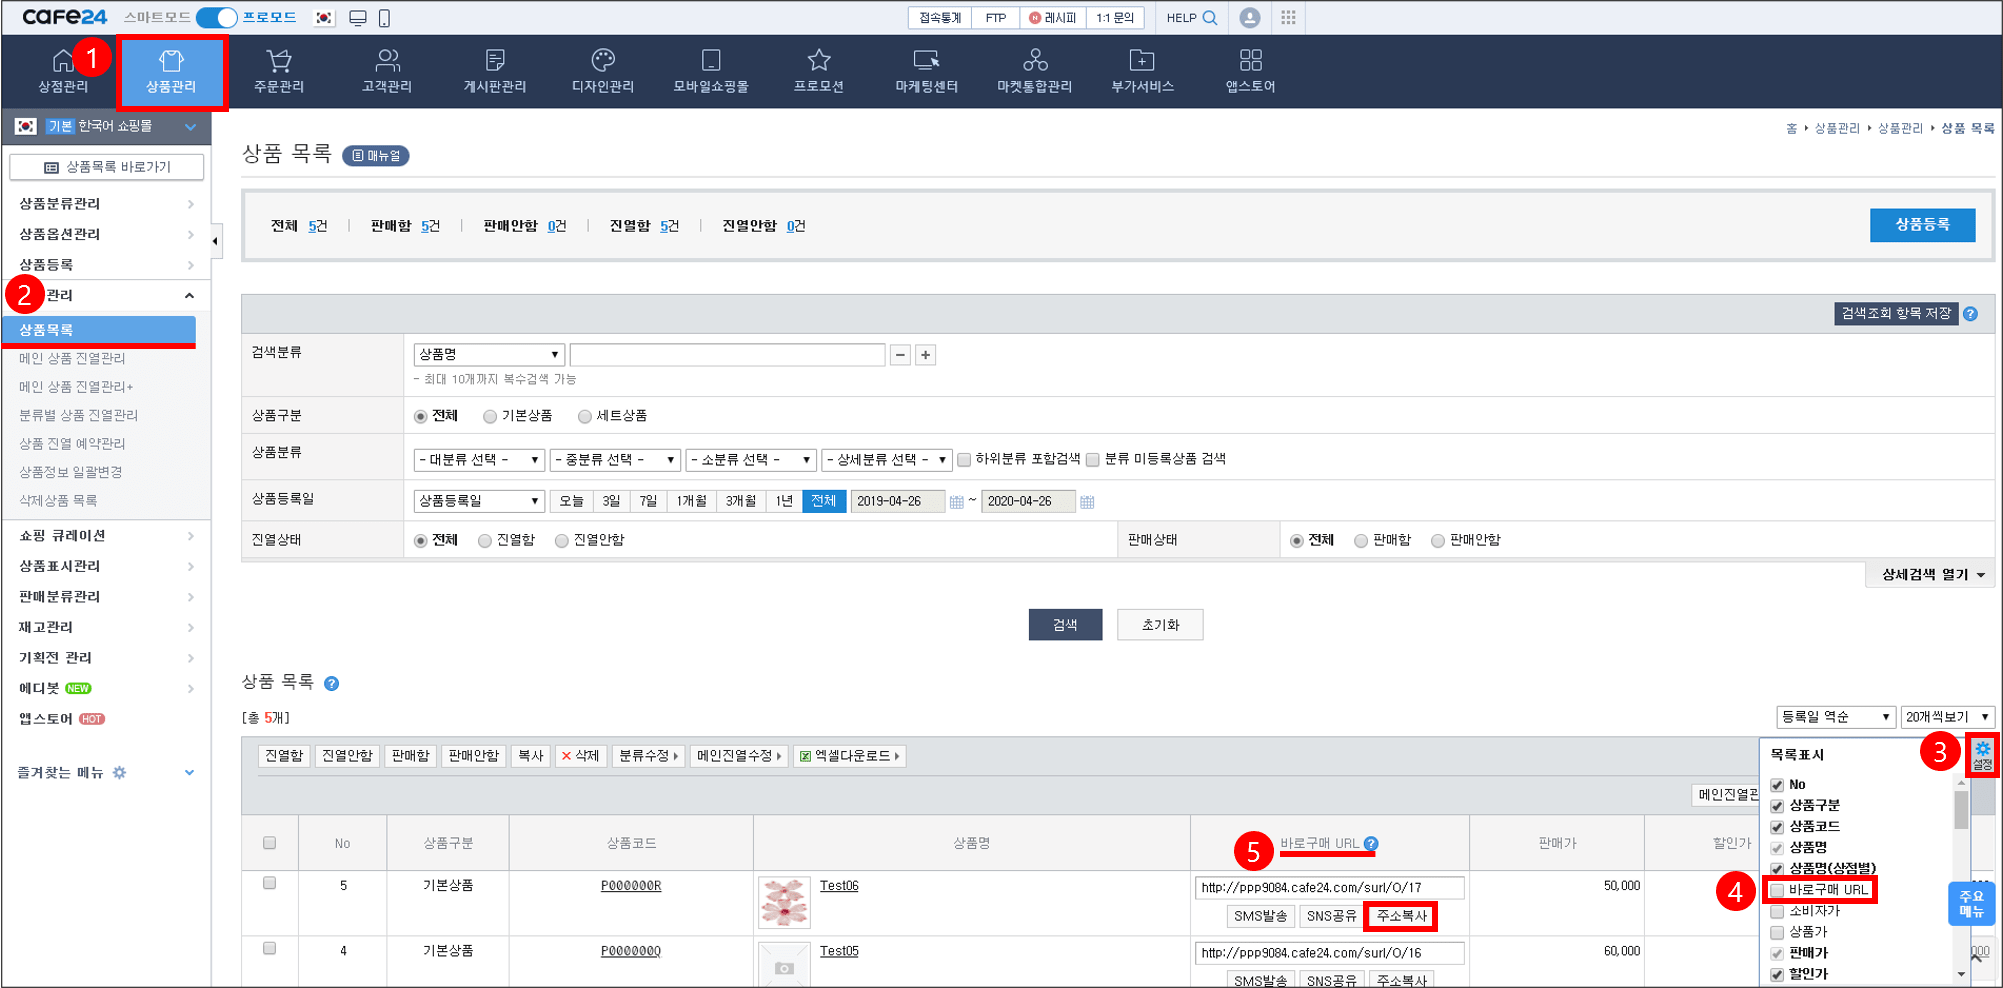 cafe24 스마트모드 프로모드 접속통계 FTP N 레시피 1:1 문의 HELP
1
상점관리 상품관리 주문관리 고객관리 게시판관리 디자인관리 모바일쇼핑몰 프로모션 마케팅센터 마켓통합관리 부가서비스 앱스토어
기본 한국어 쇼핑몰
홈 상품관리 상품관리 상품 목록
상품목록 바로가기
상품 목록 매뉴얼
상품분류관리
상품옵션관리
상품등록
2 관리
상품목록
메인 상품 진열관리
메인 상품 진열관리+
분류별 상품 진열관리
상품 진열 예약관리
상품정보 일괄변경
삭제상품 목록
쇼핑 큐레이션
상품표시관리
판매분류관리
재고관리
기획전 관리
에디봇 NEW
앱스토어 HOT
즐겨찾는 메뉴
전체 5건 판매함 5건 판매안함 0건 진열함 5건 진열안함 0건 상품등록
검색조회 항목 저장 ?
검색분류 상품명 − +
- 최대 10개까지 복수검색 가능
상품구분 전체 기본상품 세트상품
상품분류 - 대분류 선택 - - 중분류 선택 - - 소분류 선택 - - 상세분류 선택 - 하위분류 포함검색 분류 미등록상품 검색
상품등록일 상품등록일 오늘 3일 7일 1개월 3개월 1년 전체 2019-04-26 ~ 2020-04-26
진열상태 전체 진열함 진열안함 판매상태 전체 판매함 판매안함
상세검색 열기
검색 초기화
상품 목록 ?
[총 5개]
등록일 역순 20개씩보기
진열함 진열안함 판매함 판매안함 복사 삭제 분류수정 메인진열수정 엑셀다운로드
3 설정
메인진열관
No 상품구분 상품코드 상품명 5 바로구매 URL ? 판매가 할인가
5 기본상품 P000000R Test06 http://ppp9084.cafe24.com/surl/O/17 50,000
SMS발송 SNS공유 주소복사
4 기본상품 P000000Q Test05 http://ppp9084.cafe24.com/surl/O/16 60,000
SMS발송 SNS공유 주소복사
목록표시
No
상품구분
상품코드
상품명
상품명(상점별)
4 바로구매 URL
소비자가
상품가
판매가
할인가
주요
메뉴